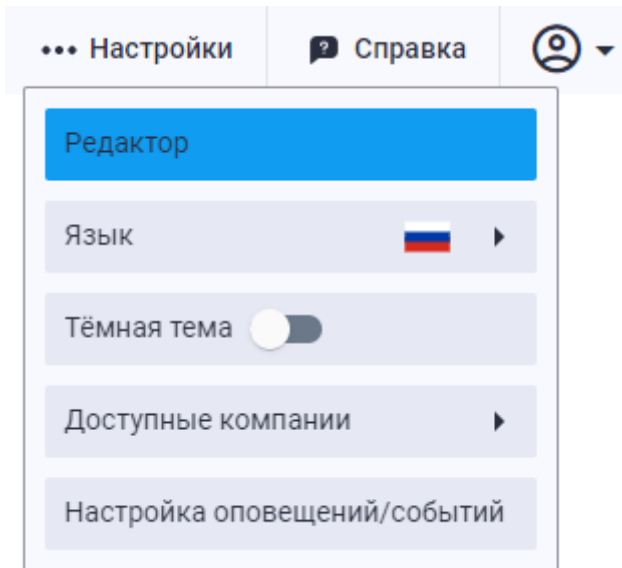 Настройки Справка
Редактор
Язык
Тёмная тема
Доступные компании
Настройка оповещений/событий